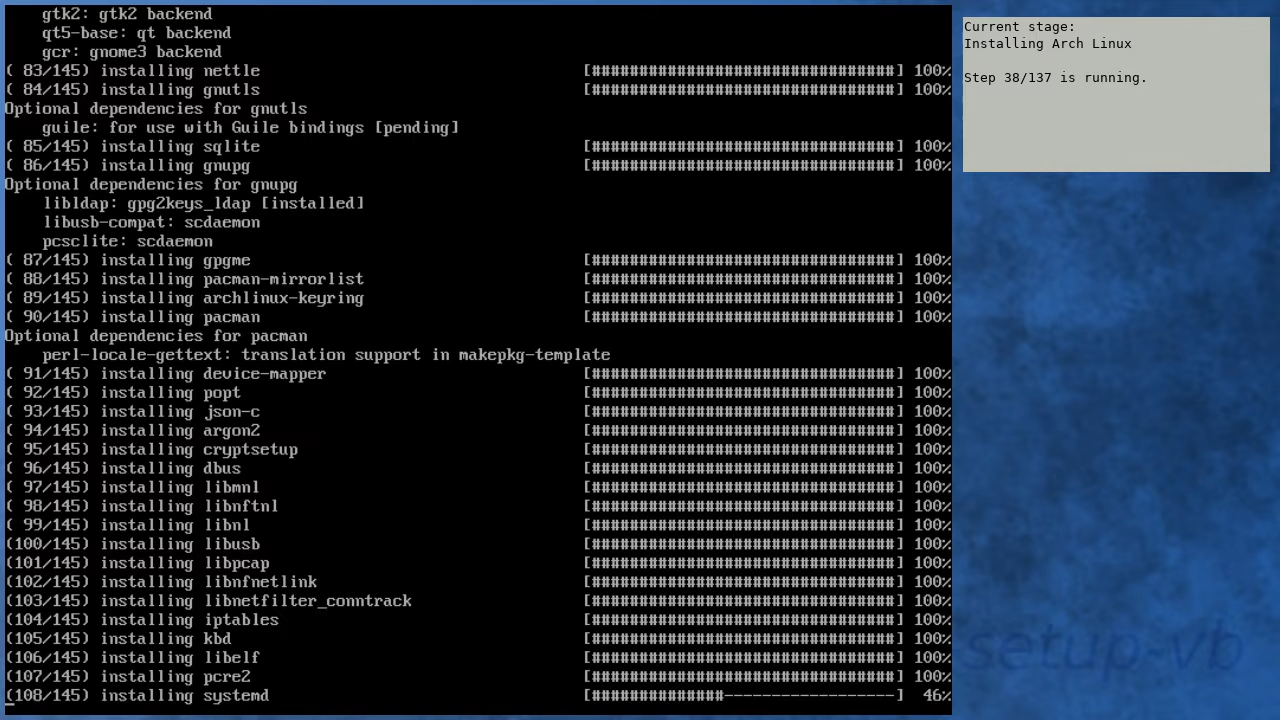 gtk2: gtk2 backend
qt5-base: qt backend
gcr: gnome3 backend
( 83/145) installing nettle [################################] 100%
( 84/145) installing gnutls [################################] 100%
Optional dependencies for gnutls
guile: for use with Guile bindings [pending]
( 85/145) installing sqlite [################################] 100%
( 86/145) installing gnupg [################################] 100%
Optional dependencies for gnupg
libldap: gpg2keys_ldap [installed]
libusb-compat: scdaemon
pcsclite: scdaemon
( 87/145) installing gpgme [################################] 100%
( 88/145) installing pacman-mirrorlist [################################] 100%
( 89/145) installing archlinux-keyring [################################] 100%
( 90/145) installing pacman [################################] 100%
Optional dependencies for pacman
perl-locale-gettext: translation support in makepkg-template
( 91/145) installing device-mapper [################################] 100%
( 92/145) installing popt [################################] 100%
( 93/145) installing json-c [################################] 100%
( 94/145) installing argon2 [################################] 100%
( 95/145) installing cryptsetup [################################] 100%
( 96/145) installing dbus [################################] 100%
( 97/145) installing libmnl [################################] 100%
( 98/145) installing libnftnl [################################] 100%
( 99/145) installing libnl [################################] 100%
(100/145) installing libusb [################################] 100%
(101/145) installing libpcap [################################] 100%
(102/145) installing libnfnetlink [################################] 100%
(103/145) installing libnetfilter_conntrack [################################] 100%
(104/145) installing iptables [################################] 100%
(105/145) installing kbd [################################] 100%
(106/145) installing libelf [################################] 100%
(107/145) installing pcre2 [################################] 100%
(108/145) installing systemd [##############------------------] 46%
Current stage:
Installing Arch Linux
Step 38/137 is running.
setup-vb